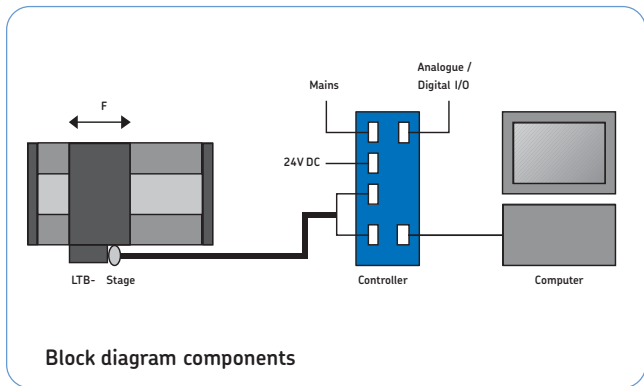 Analogue /
Mains
Digital I/O
F
24V DC
LTB- Stage
Controller
Computer
Block diagram components